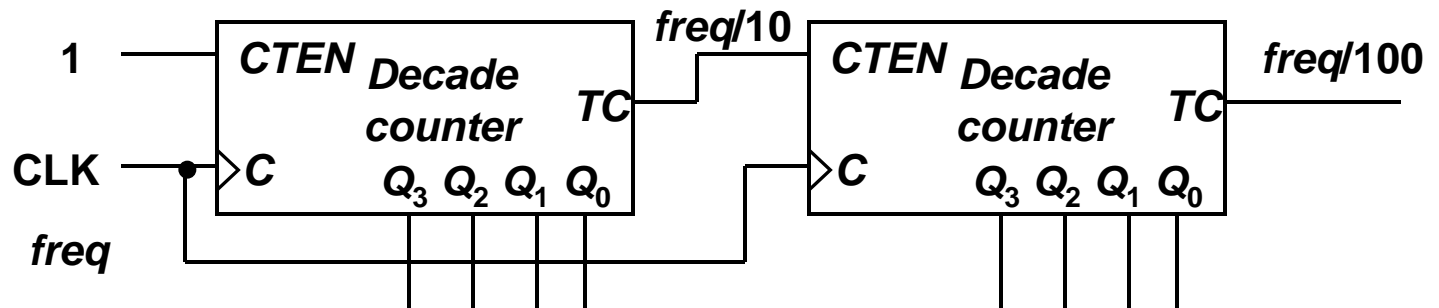 1
CTEN Decade
counter
TC
freq/10
CTEN Decade
counter
TC
freq/100
CLK
C
Q3 Q2 Q1 Q0
C
Q3 Q2 Q1 Q0
freq